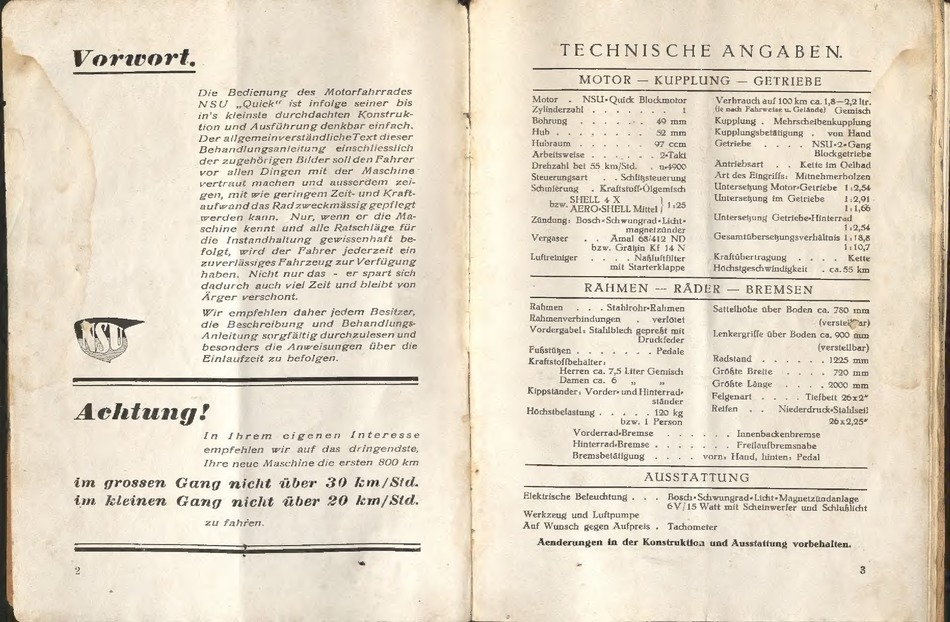 Vorwort.
Die Bedienung des Motorfahrrades
NSU „Quick" ist infolge seiner bis
in's kleinste durchdachten Konstruk-
tion und Ausführung denkbar einfach.
Der allgemeinverständliche Text dieser
Behandlungsanleitung einschliesslich
der zugehörigen Bilder soll den Fahrer
vor allen Dingen mit der Maschine
vertraut machen und ausserdem zei-
gen, mit wie geringem Zeit- und Kraft-
aufwand das Rad zweckmässig gepflegt
werden kann. Nur, wenn er die Ma-
schine kennt und alle Ratschläge für
die Instandhaltung gewissenhaft be-
folgt, wird der Fahrer jederzeit ein
zuverlässiges Fahrzeug zur Verfügung
haben. Nicht nur das - er spart sich
dadurch auch viel Zeit und bleibt von
Ärger verschont.
Wir empfehlen daher jedem Besitzer,
die Beschreibung und Behandlungs-
Anleitung sorgfältig durchzulesen und
besonders die Anweisungen über die
Einlaufzeit zu befolgen.
NSU
Achtung!
In Ihrem eigenen Interesse
empfehlen wir auf das dringendste,
Ihre neue Maschine die ersten 800 km
im grossen Gang nicht über 30 km/Std.
im kleinen Gang nicht über 20 km/Std.
zu fahren.
2
TECHNISCHE ANGABEN.
MOTOR — KUPPLUNG — GETRIEBE
Motor . NSU-Quick Blockmotor
Zylinderzahl . . . . . . 1
Bohrung . . . . . . 49 mm
Hub . . . . . . . 52 mm
Hubraum . . . . . . 97 ccm
Arbeitsweise . . . . . . 2-Takt
Drehzahl bei 55 km/Std. . u=4900
Steuerungsart . . Schlitzsteuerung
Schmierung . Kraftstoff-Ölgemisch
bzw. SHELL 4 X
AERO-SHELL Mittel } 1:25
Zündung: Bosch-Schwungrad-Licht-
magnetzünder
Vergaser . . Amal 68/412 ND
bzw. Grätzin Kf 14 N
Luftreiniger . . . . Naßluftfilter
mit Starterklappe
Verbrauch auf 100 km ca. 1,8—2,2 ltr.
(je nach Fahrweise u. Gelände) Gemisch
Kupplung . Mehrscheibenkupplung
Kupplungsbetätigung . von Hand
Getriebe . . . . NSU-2-Gang
Blockgetriebe
Antriebsart . . Kette im Oelbad
Art des Eingriffs: Mitnehmerbolzen
Untersetzung Motor-Getriebe 1:2,54
Untersetzung im Getriebe 1:2,91
1:1,66
Untersetzung Getriebe-Hinterrad
1:2,54
Gesamtübersetzungsverhältnis 1:18,8
1:10,7
Kraftübertragung . . . . Kette
Höchstgeschwindigkeit . ca. 55 km
RAHMEN — RÄDER — BREMSEN
Rahmen . . . Stahlrohr-Rahmen
Rahmenverbindungen . verlötet
Vordergabel: Stahlblech gepreßt mit
Druckfeder
Fußstützen . . . . . . . Pedale
Kraftstoffbehälter:
Herren ca. 7,5 Liter Gemisch
Damen ca. 6 „ „
Kippständer: Vorder- und Hinterrad-
ständer
Höchstbelastung . . . . . 120 kg
bzw. 1 Person
Sattelhöhe über Boden ca. 780 mm
(verstellbar)
Lenkergriffe über Boden ca. 900 mm
(verstellbar)
Radstand . . . . . . 1225 mm
Größte Breite . . . . 720 mm
Größte Länge . . . . 2000 mm
Felgenart . . . . Tiefbett 26x2"
Reifen . . Niederdruck-Stahlseil
26x2,25"
Vorderrad-Bremse . . . . . . Innenbackenbremse
Hinterrad-Bremse . . . . . . Freilaufbremsnabe
Bremsbetätigung . . . . vorn: Hand, hinten: Pedal
AUSSTATTUNG
Elektrische Beleuchtung . . . Bosch-Schwungrad-Licht-Magnetzündanlage
6 V/15 Watt mit Scheinwerfer und Schlußlicht
Werkzeug und Luftpumpe
Auf Wunsch gegen Aufpreis . Tachometer
Aenderungen in der Konstruktion und Ausstattung vorbehalten.
3